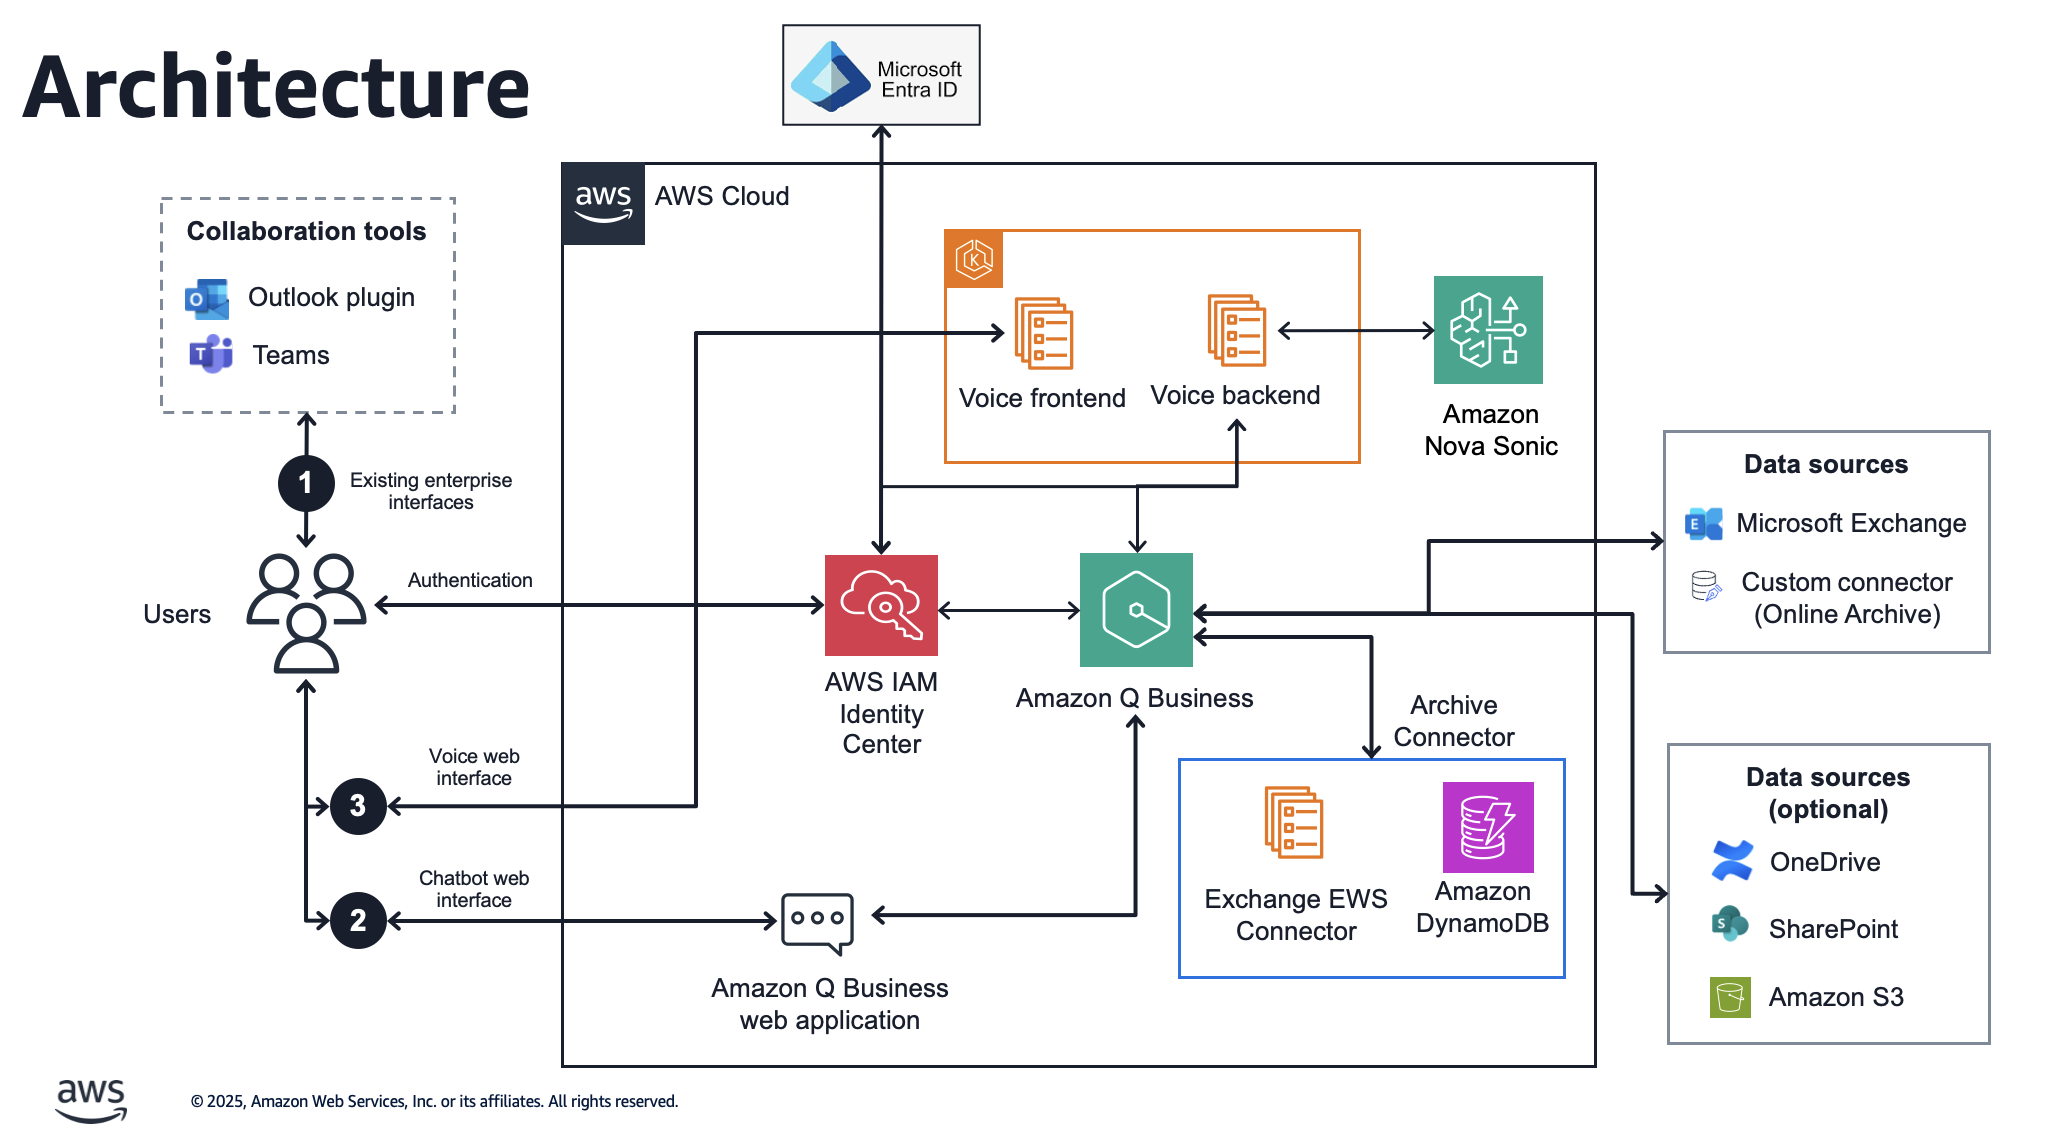 Architecture
Microsoft
Entra ID
aws
AWS Cloud
Collaboration tools
Outlook plugin
Teams
K
Voice frontend
Voice backend
Amazon
Nova Sonic
1
Existing enterprise
interfaces
Data sources
Microsoft Exchange
Custom connector
(Online Archive)
Users
Authentication
AWS IAM
Identity
Center
Amazon Q Business
Archive
Connector
Voice web
interface
3
Chatbot web
interface
2
Amazon Q Business
web application
Exchange EWS
Connector
Amazon
DynamoDB
Data sources
(optional)
OneDrive
SharePoint
Amazon S3
aws
© 2025, Amazon Web Services, Inc. or its affiliates. All rights reserved.